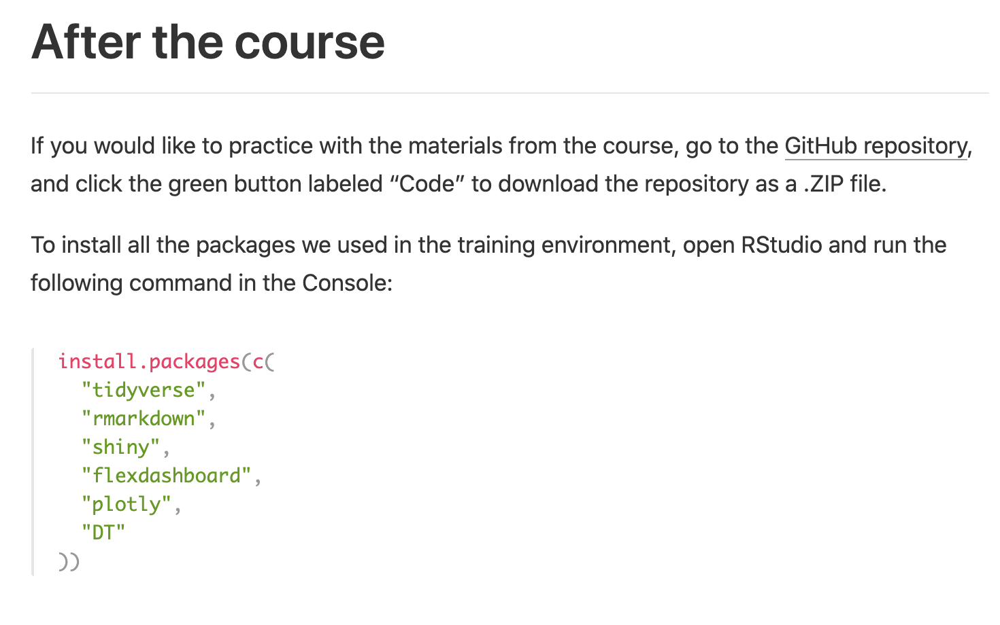 After the course
If you would like to practice with the materials from the course, go to the GitHub repository,
and click the green button labeled “Code” to download the repository as a .ZIP file.
To install all the packages we used in the training environment, open RStudio and run the
following command in the Console:
install.packages(c(
  "tidyverse",
  "rmarkdown",
  "shiny",
  "flexdashboard",
  "plotly",
  "DT"
))